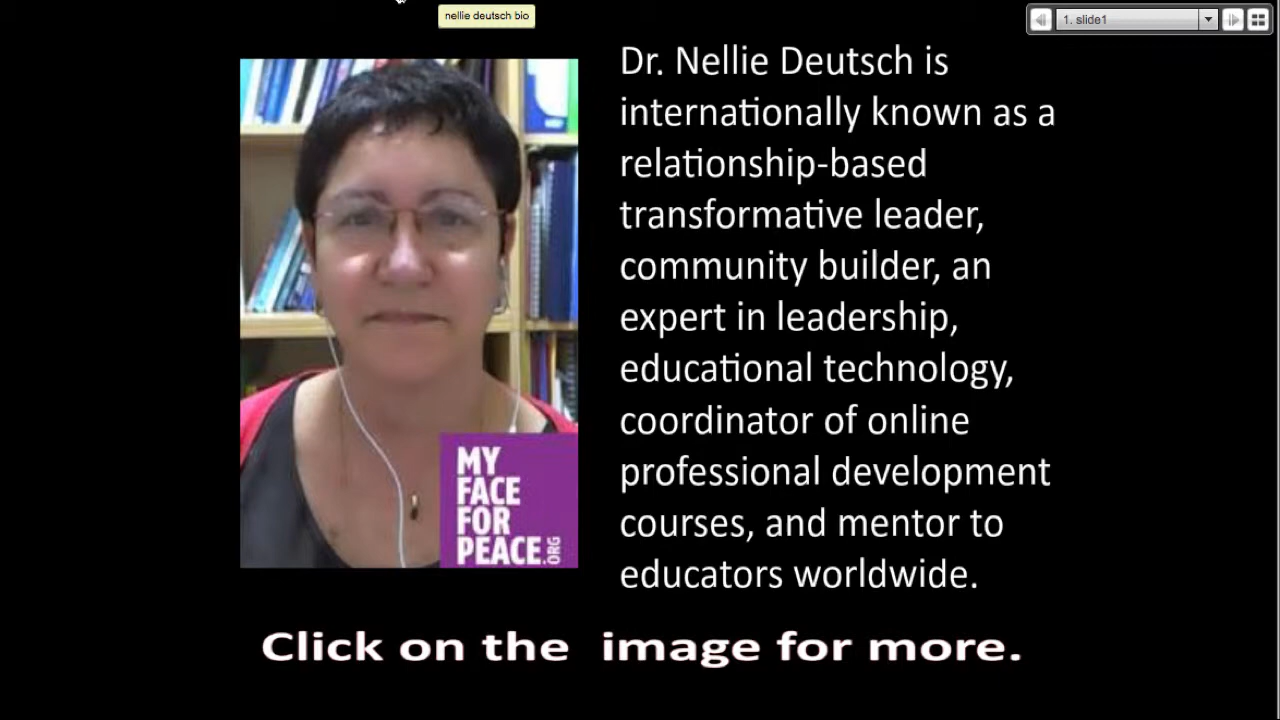 nellie deutsch bio
1. slide1
Dr. Nellie Deutsch is
internationally known as a
relationship-based
transformative leader,
community builder, an
expert in leadership,
educational technology,
coordinator of online
professional development
courses, and mentor to
educators worldwide.
MY
FACE
FOR
PEACE.ORG
Click on the image for more.